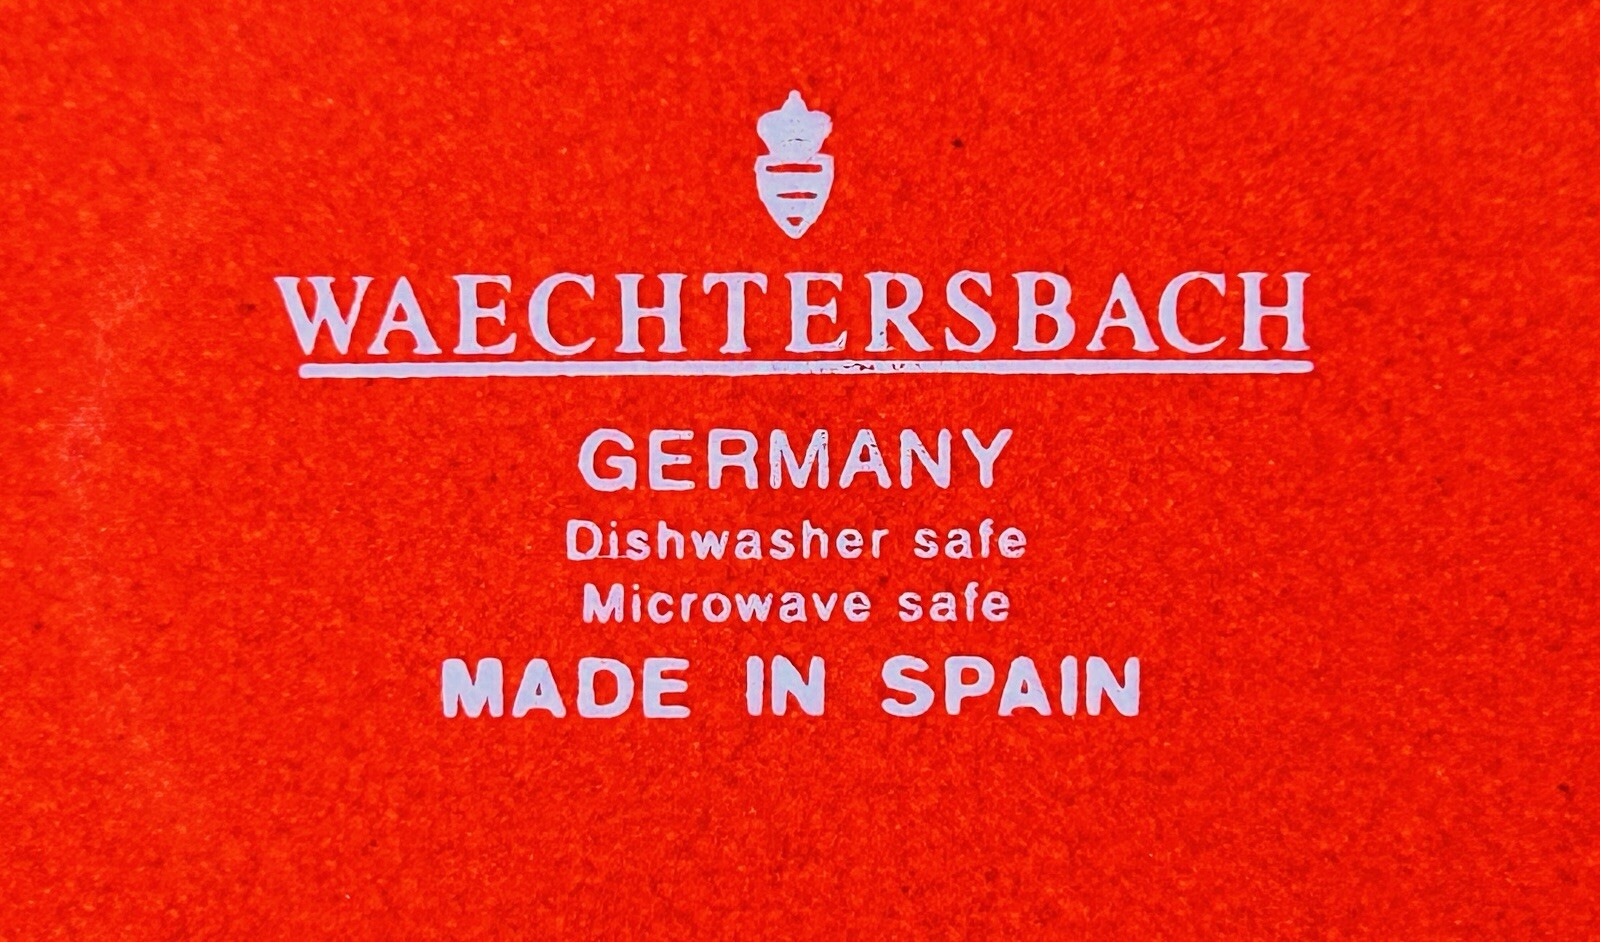 WAECHTERSBACH
GERMANY
Dishwasher safe
Microwave safe
MADE IN SPAIN